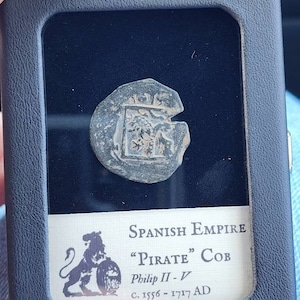 Spanish Empire
"Pirate" Cob
Philip II - V
c. 1556 - 1717 AD